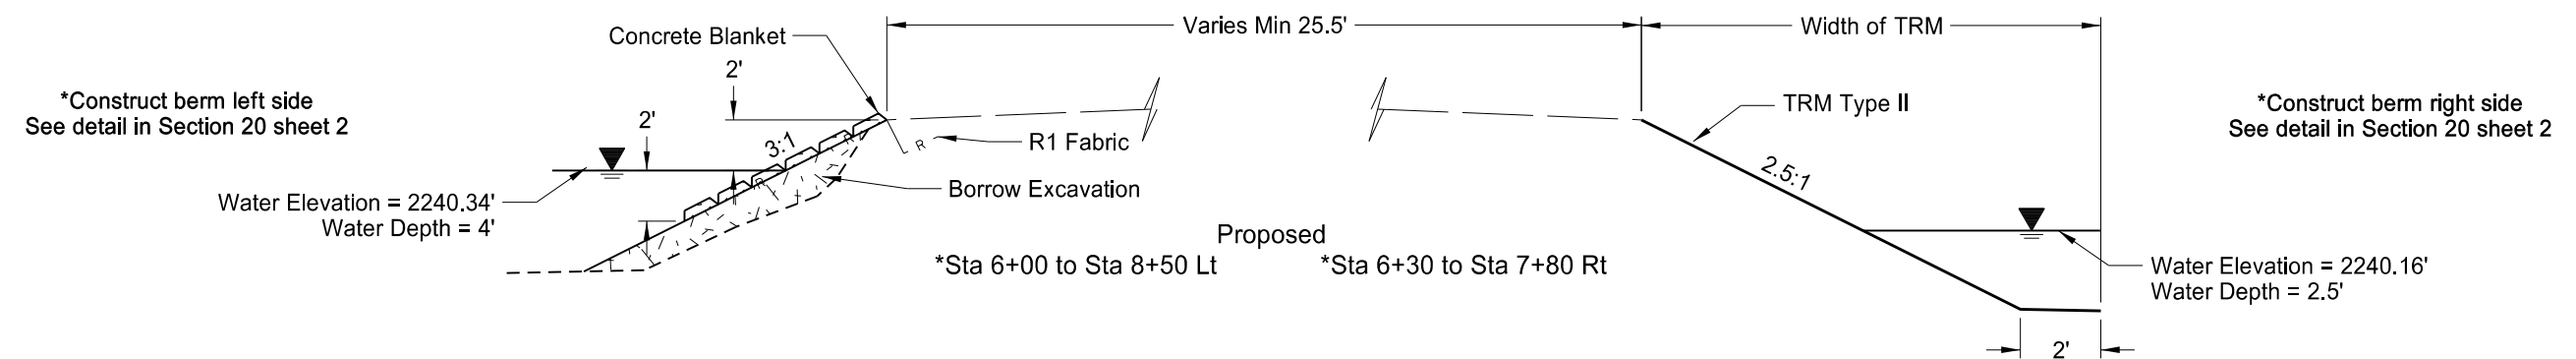 Concrete Blanket
Varies Min 25.5'
Width of TRM
2'
*Construct berm left side
See detail in Section 20 sheet 2
2'
3:1
R
R
R
R1 Fabric
TRM Type II
*Construct berm right side
See detail in Section 20 sheet 2
2.5:1
Borrow Excavation
Water Elevation = 2240.34'
Water Depth = 4'
Proposed
*Sta 6+00 to Sta 8+50 Lt
*Sta 6+30 to Sta 7+80 Rt
Water Elevation = 2240.16'
Water Depth = 2.5'
2'